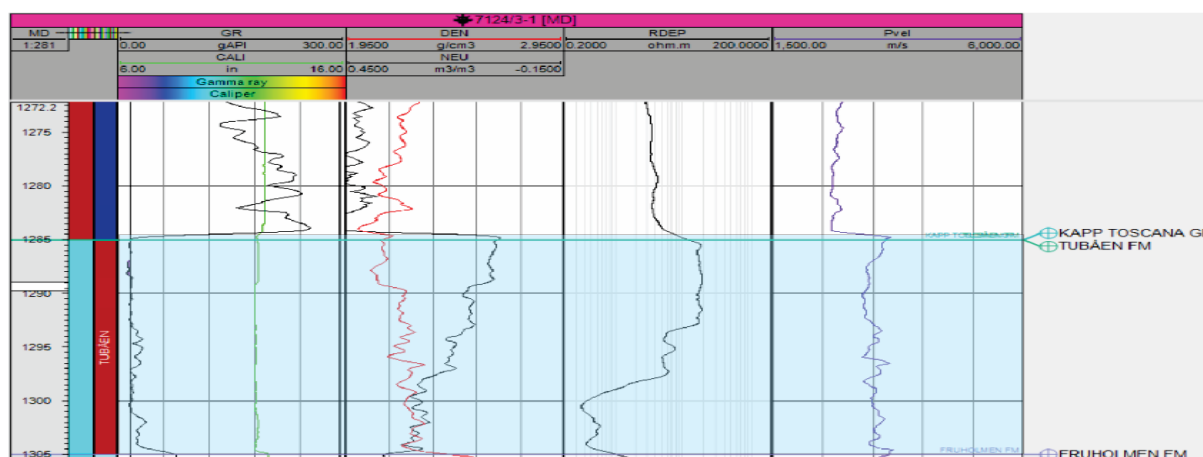 7124/3-1 [MD]
MD GR DEN RDEP Pvel
1:281 0.00 gAPI 300.00 1.9500 g/cm3 2.9500 0.2000 ohm.m 200.0000 1,500.00 m/s 6,000.00
CALI NEU
6.00 in 16.00 0.4500 m3/m3 -0.1500
Gamma ray
Caliper
1272.2
1275
1280
KAPP TOSCANA G
1285
TUBÅEN FM
1290
1295
TUBÅEN
1300
FRUHOLMEN FM
1305 FRUHOLMEN FM